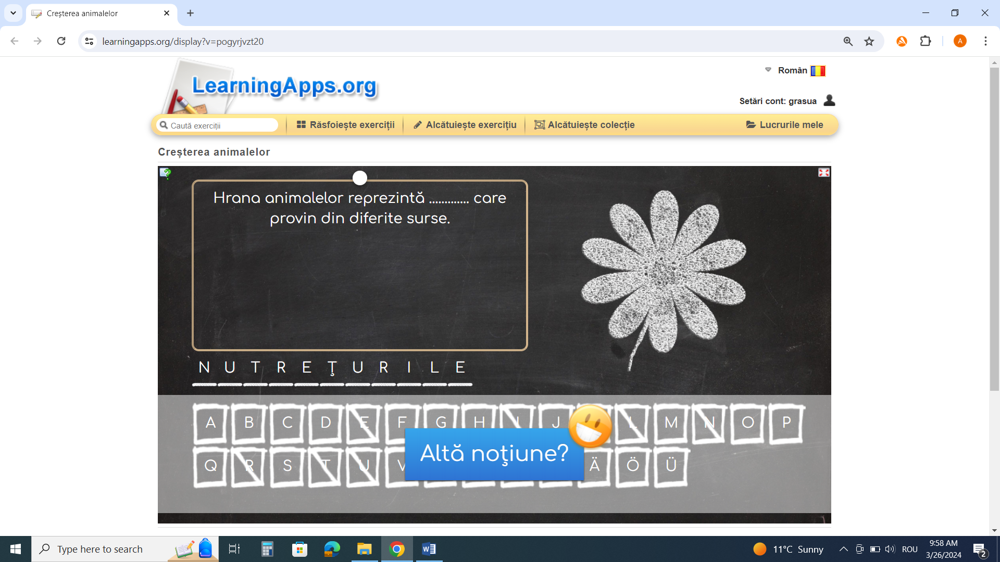 Creșterea animalelor
learningapps.org/display?v=pogyrjvzt20
A
LearningApps.org
Român
Setări cont: grasua
Caută exerciții
Răsfoiește exerciții
Alcătuiește exercițiu
Alcătuiește colecție
Lucrurile mele
Creșterea animalelor
Hrana animalelor reprezintă ............. care
provin din diferite surse.
N U T R E Ţ U R I L E
A B C D E F G H I J L M N O P
Altă noţiune?
Q R S T U V Ä Ö Ü
Type here to search
11°C Sunny
ROU
9:58 AM
3/26/2024
2